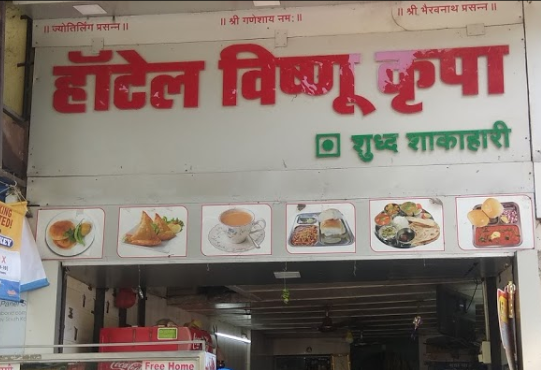 ॥ ज्योतिर्लिंग प्रसन्न ॥ ॥ श्री गणेशाय नमः ॥ ॥ श्री भैरवनाथ प्रसन्न ॥
हॉटेल विष्णू कृपा
शुध्द शाकाहारी
Free Home